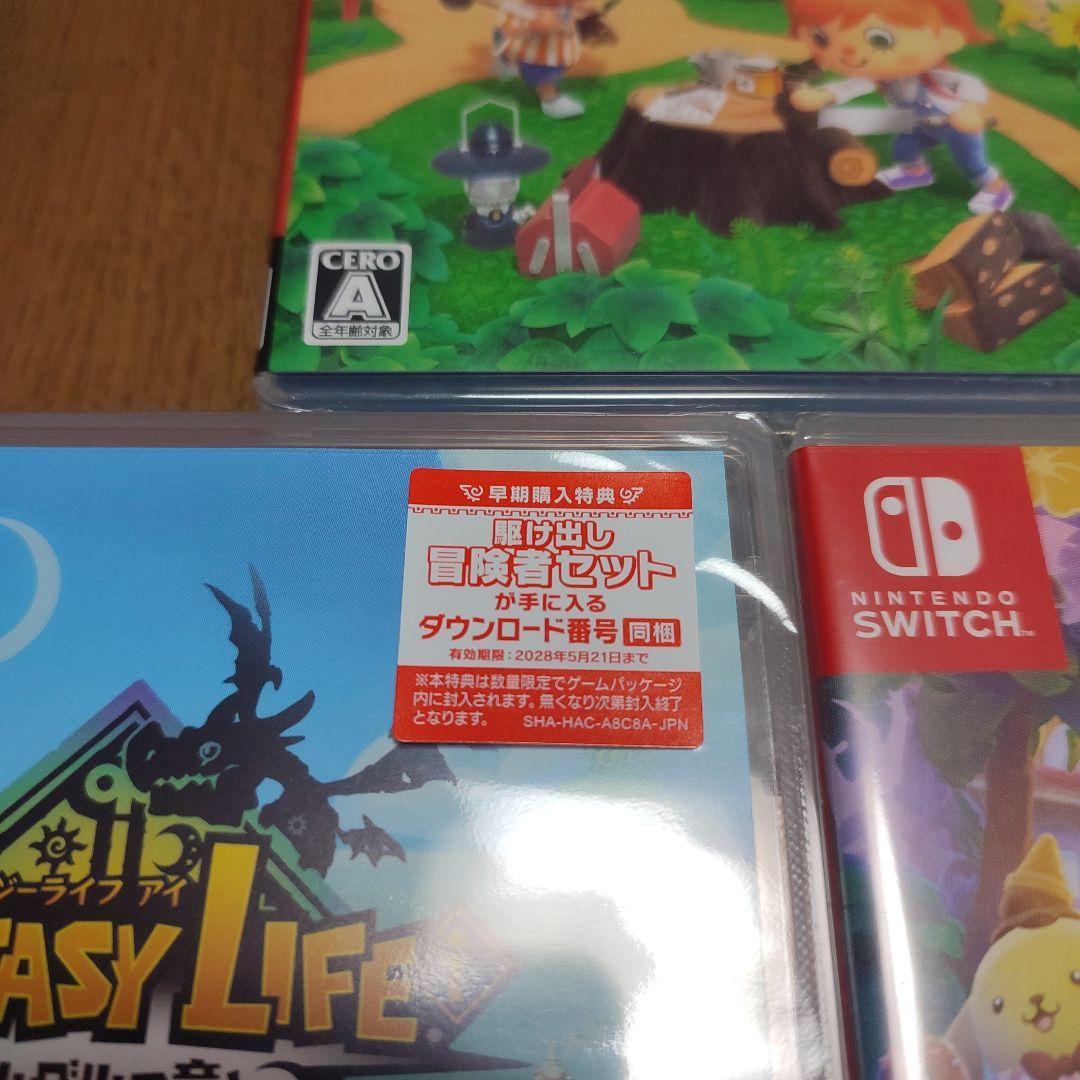 CERO
A
全年齢対象
早期購入特典
駆け出し
冒険者セット
が手に入る
ダウンロード番号 同梱
有効期限：2028年5月21日まで
※本特典は数量限定でゲームパッケージ
内に封入されます。無くなり次第封入終了
となります。 SHA-HAC-A8C8A-JPN
NINTENDO
SWITCH™
ジーライフ アイ
TASY LIFE